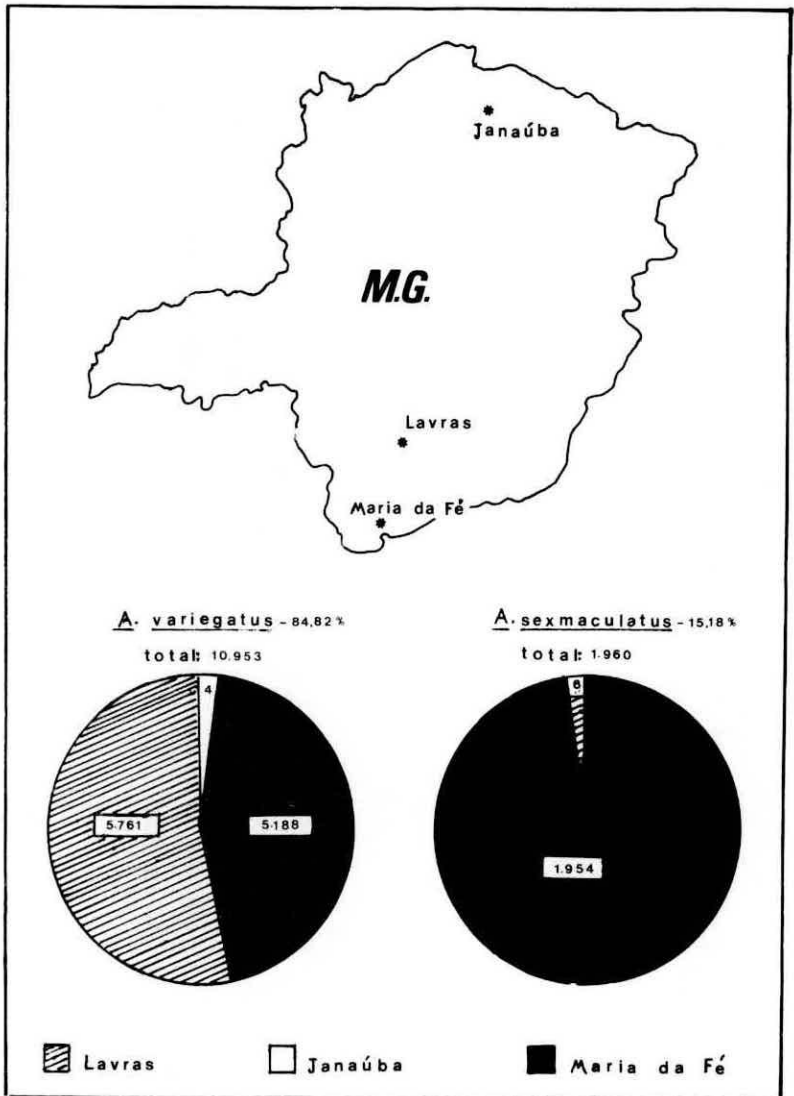 Janaúba
M.G.
Lavras
Maria da Fé
A. variegatus - 84,82 %
total: 10.953
A. sexmaculatus - 15,18 %
total: 1.960
4
5.761
5.188
6
1.954
Lavras
Janaúba
Maria da Fé